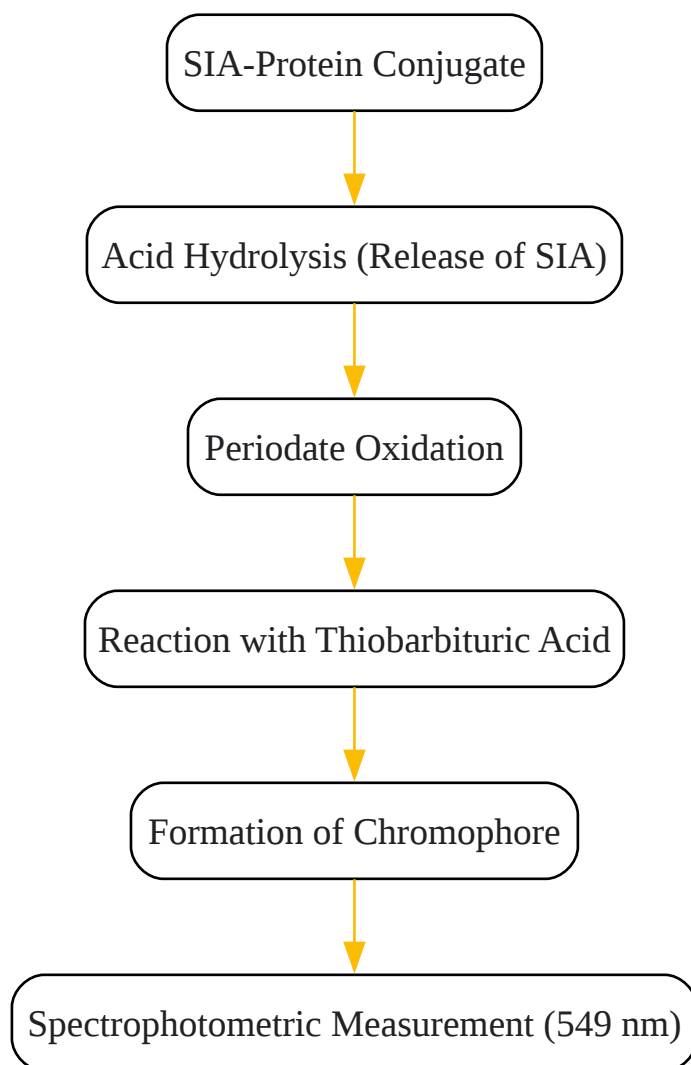 SIA-Protein Conjugate
Acid Hydrolysis (Release of SIA)
Periodate Oxidation
Reaction with Thiobarbituric Acid
Formation of Chromophore
Spectrophotometric Measurement (549 nm)